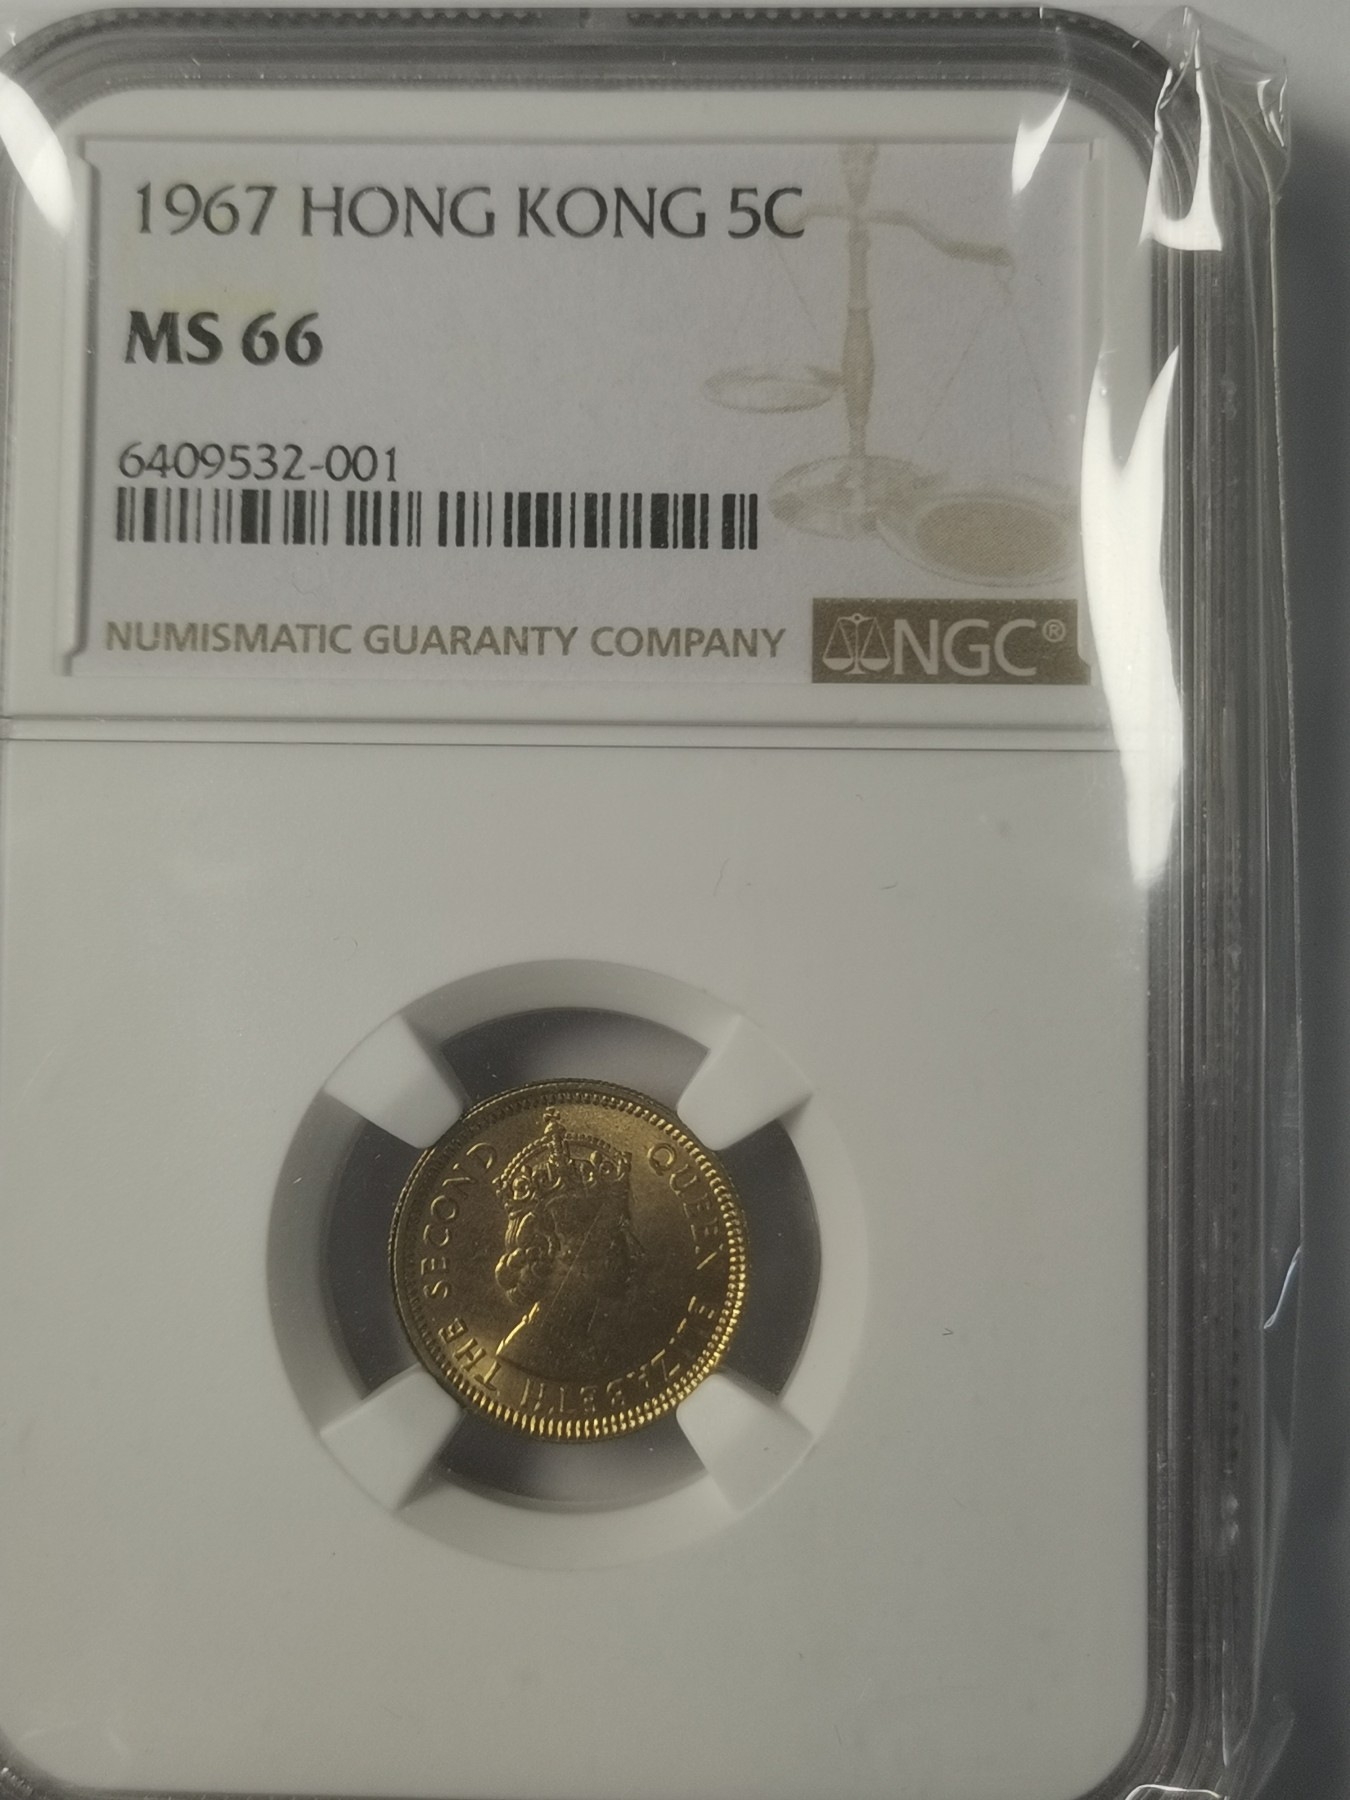 1967 HONG KONG 5C
MS 66
6409532-001
NUMISMATIC GUARANTY COMPANY
NGC®
QUEEN ELIZABETH THE SECOND